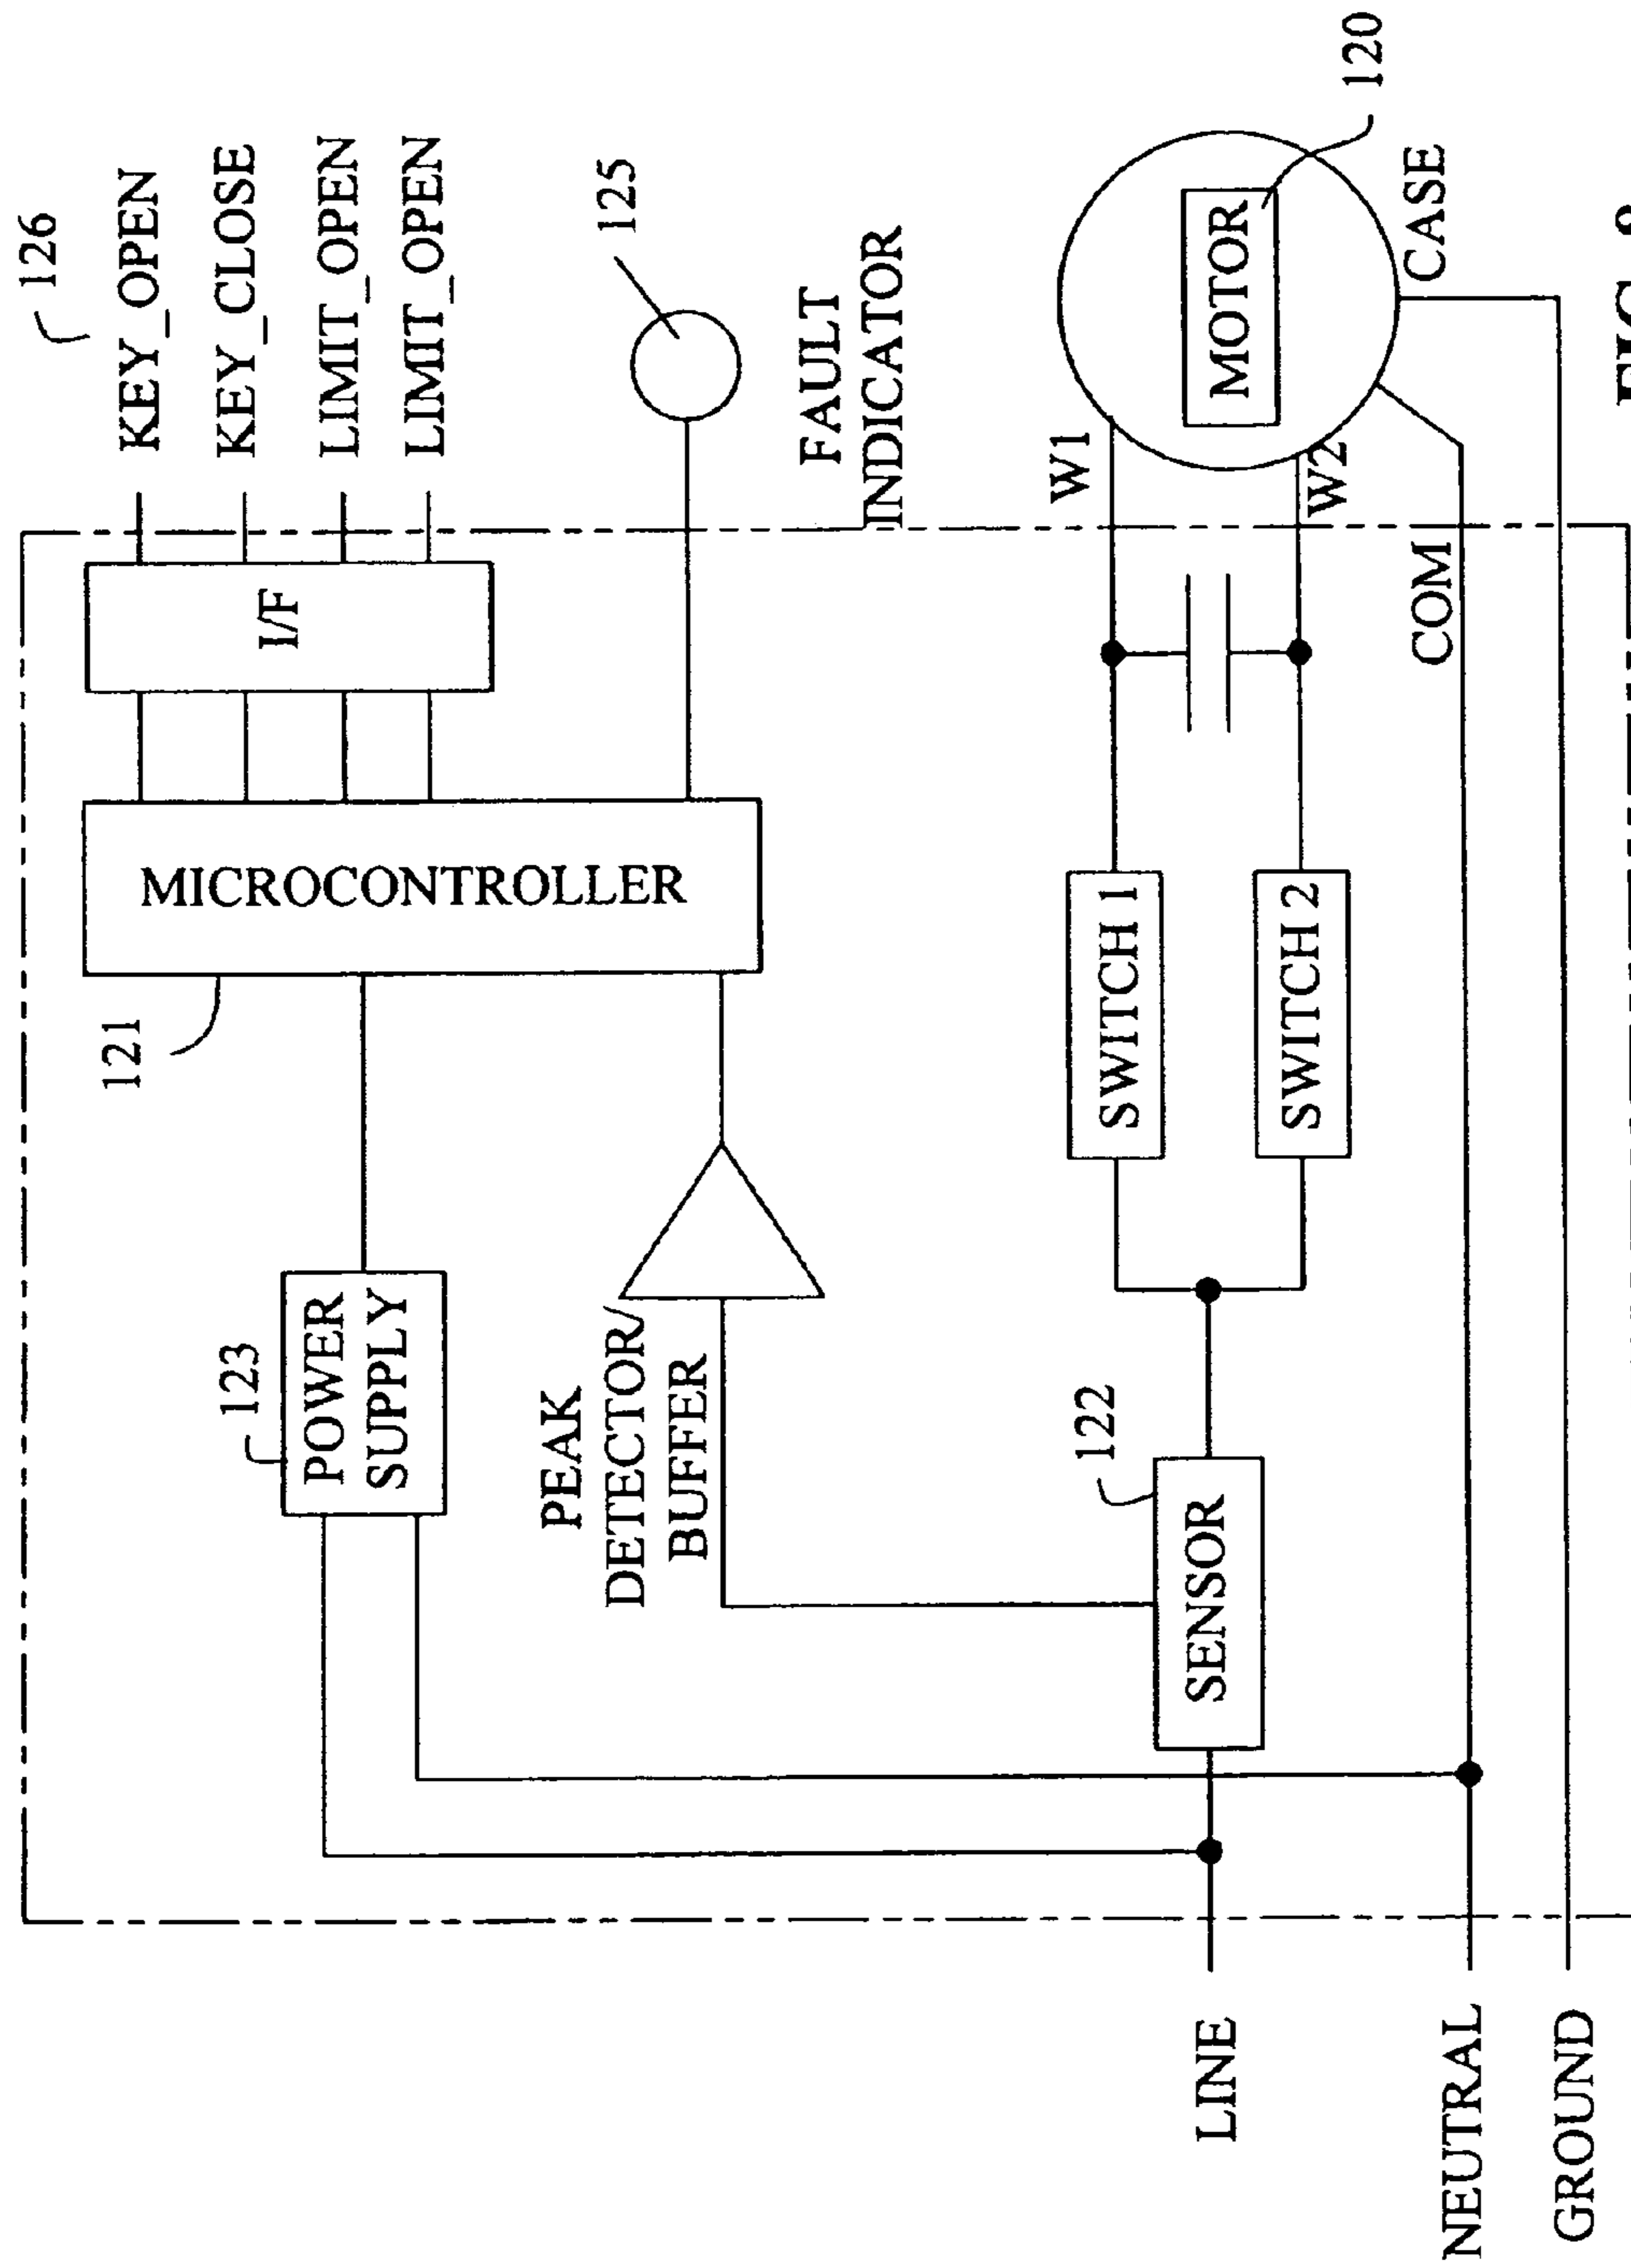 126
KEY_OPEN
KEY_CLOSE
LIMIT_OPEN
LIMIT_OPEN
I/F
125
FAULT
INDICATOR
MICROCONTROLLER
121
123
POWER
SUPPLY
PEAK
DETECTOR/
BUFFER
122
SENSOR
SWITCH 1
SWITCH 2
W1
W2
MOTOR
120
CASE
COM
LINE
NEUTRAL
GROUND